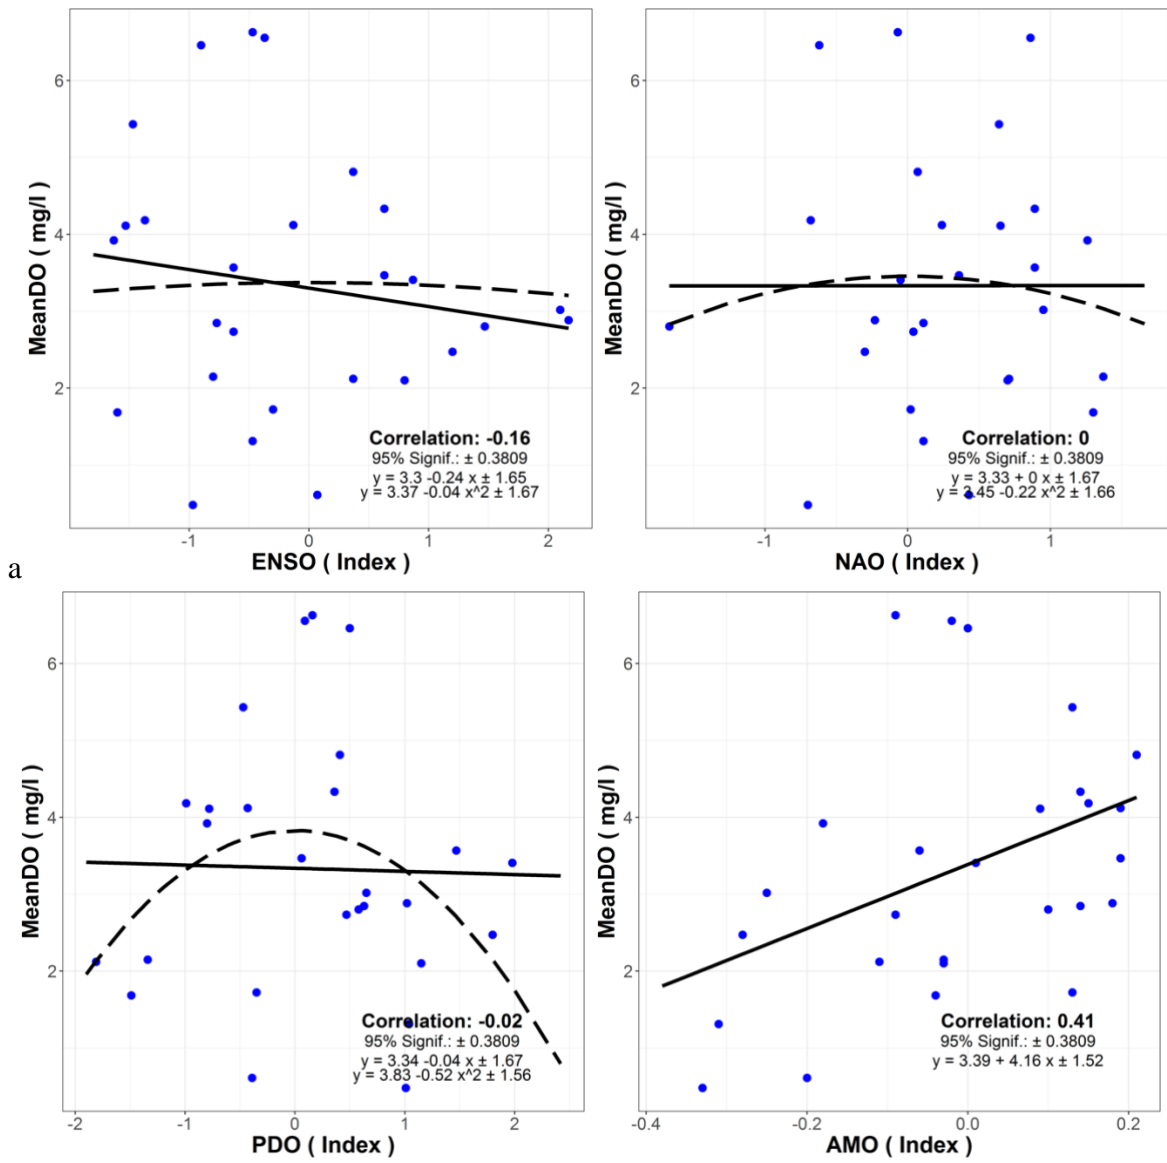 MeanDO ( mg/l )
6
4
2
Correlation: -0.16
95% Signif.: ± 0.3809
y = 3.3 -0.24 x ± 1.65
y = 3.37 -0.04 x^2 ± 1.67
-1
0
1
2
ENSO ( Index )
MeanDO ( mg/l )
6
4
2
Correlation: 0
95% Signif.: ± 0.3809
y = 3.33 + 0 x ± 1.67
y = 3.45 -0.22 x^2 ± 1.66
-1
0
1
NAO ( Index )
a
MeanDO ( mg/l )
6
4
2
Correlation: -0.02
95% Signif.: ± 0.3809
y = 3.34 -0.04 x ± 1.67
y = 3.83 -0.52 x^2 ± 1.56
-2
-1
0
1
2
PDO ( Index )
MeanDO ( mg/l )
6
4
2
Correlation: 0.41
95% Signif.: ± 0.3809
y = 3.39 + 4.16 x ± 1.52
-0.4
-0.2
0.0
0.2
AMO ( Index )